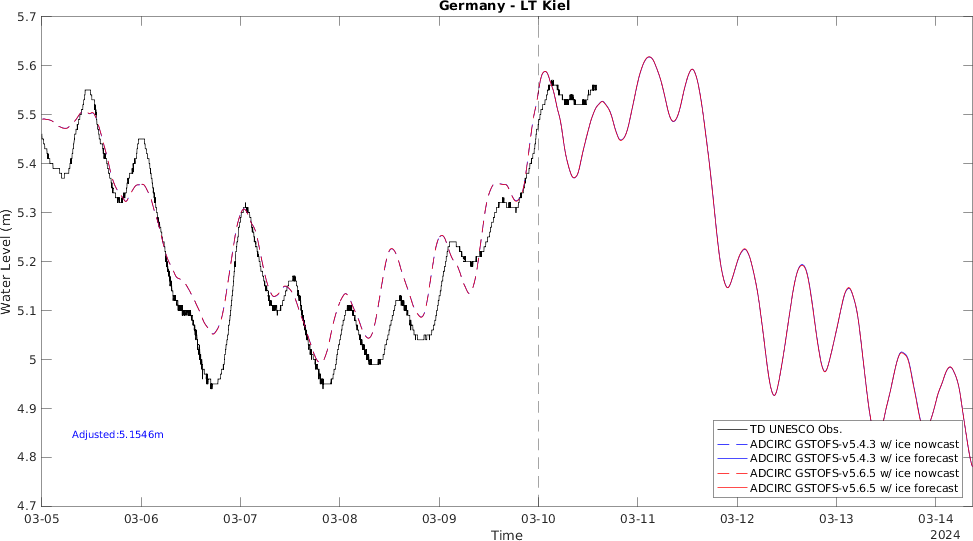 Germany - LT Kiel
5.7
5.6
5.5
5.4
5.3
5.2
5.1
5
4.9
4.8
4.7
Water Level (m)
Adjusted:5.1546m
TD UNESCO Obs.
ADCIRC GSTOFS-v5.4.3 w/ ice nowcast
ADCIRC GSTOFS-v5.4.3 w/ ice forecast
ADCIRC GSTOFS-v5.6.5 w/ ice nowcast
ADCIRC GSTOFS-v5.6.5 w/ ice forecast
03-05 03-06 03-07 03-08 03-09 03-10 03-11 03-12 03-13 03-14
2024
Time